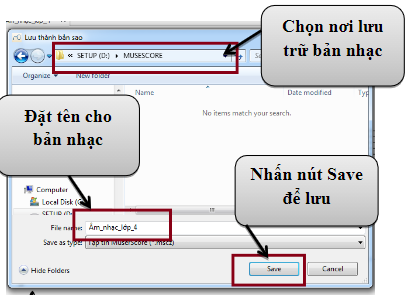 Lưu thành bản sao
« SETUP (D:) ▸ MUSESCORE
Chọn nơi lưu
trữ bản nhạc
Organize
New folder
Date modified
No items match your search.
Đặt tên cho
bản nhạc
Computer
Local Disk
SETUP
Nhấn nút Save
để lưu
File name: Âm_nhạc_lớp_4
Save as type: Tập tin MuseScore (*.mscz)
Hide Folders
Save
Cancel